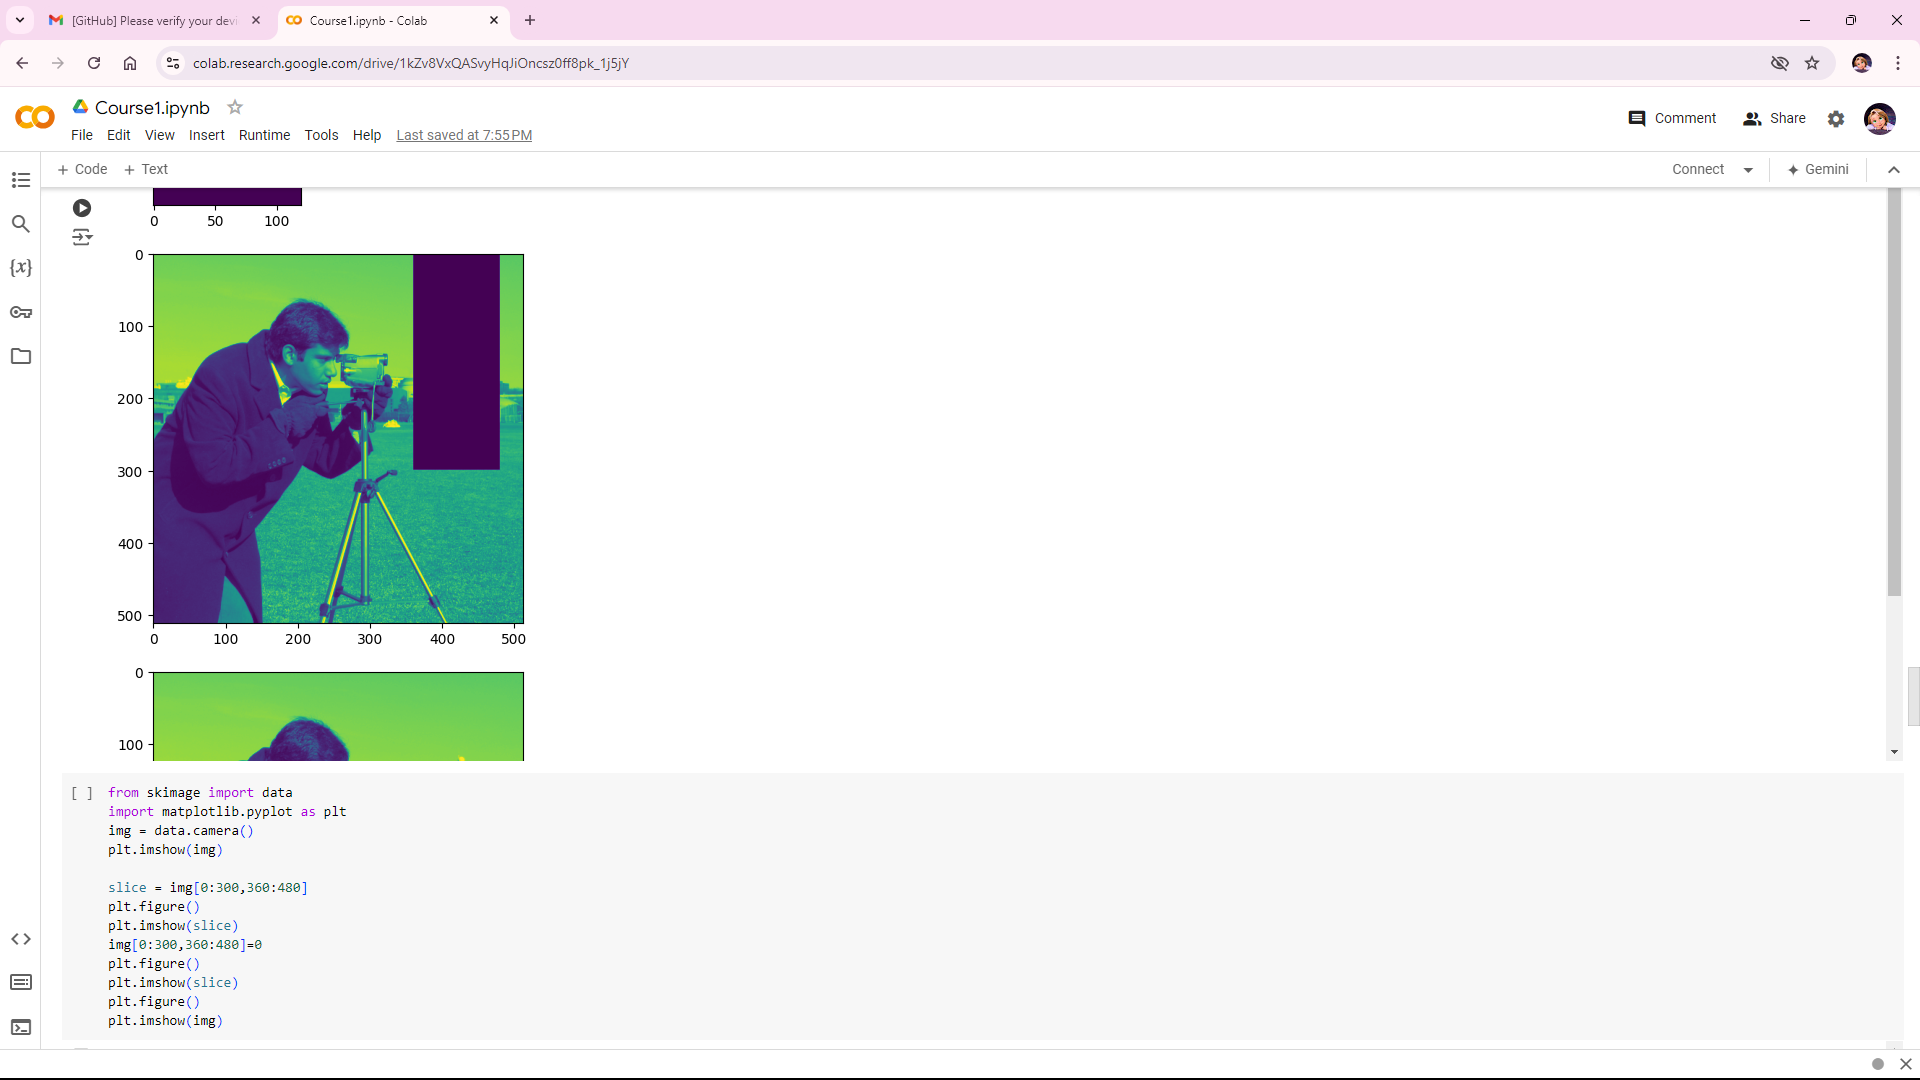 [GitHub] Please verify your devi
Course1.ipynb - Colab
colab.research.google.com/drive/1kZv8VxQASvyHqJiOncsz0ff8pk_1j5jY
Course1.ipynb
File Edit View Insert Runtime Tools Help Last saved at 7:55 PM
Comment Share
+ Code + Text
Connect Gemini
{x}
0 50 100
0
100
200
300
400
500
0 100 200 300 400 500
0
100
[ ]
from skimage import data
import matplotlib.pyplot as plt
img = data.camera()
plt.imshow(img)
slice = img[0:300,360:480]
plt.figure()
plt.imshow(slice)
img[0:300,360:480]=0
plt.figure()
plt.imshow(slice)
plt.figure()
plt.imshow(img)